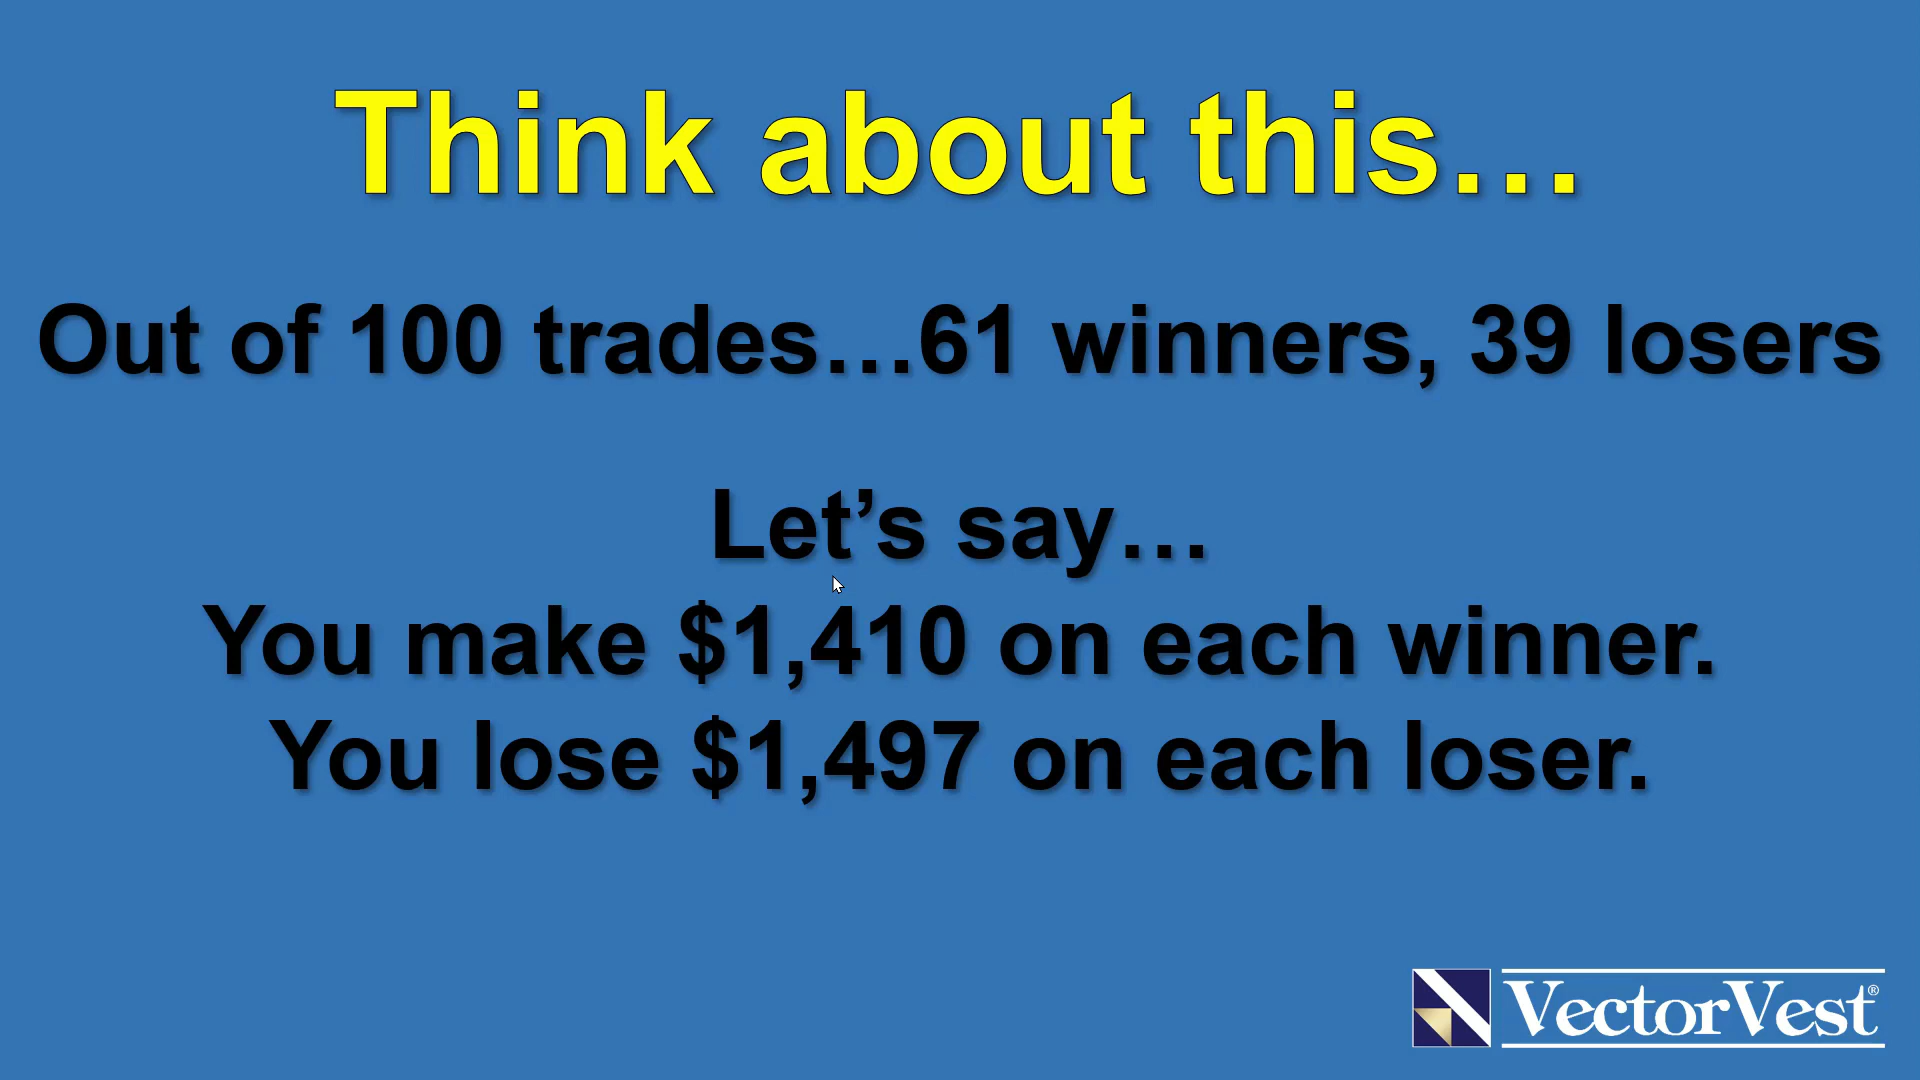 Think about this…
Out of 100 trades…61 winners, 39 losers
Let’s say…
You make $1,410 on each winner.
You lose $1,497 on each loser.
VectorVest®